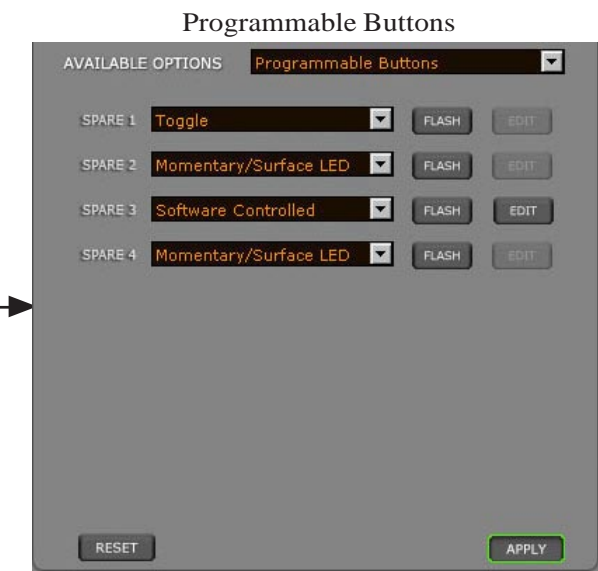 Programmable Buttons
AVAILABLE OPTIONS Programmable Buttons
SPARE 1 Toggle FLASH EDIT
SPARE 2 Momentary/Surface LED FLASH EDIT
SPARE 3 Software Controlled FLASH EDIT
SPARE 4 Momentary/Surface LED FLASH EDIT
RESET APPLY